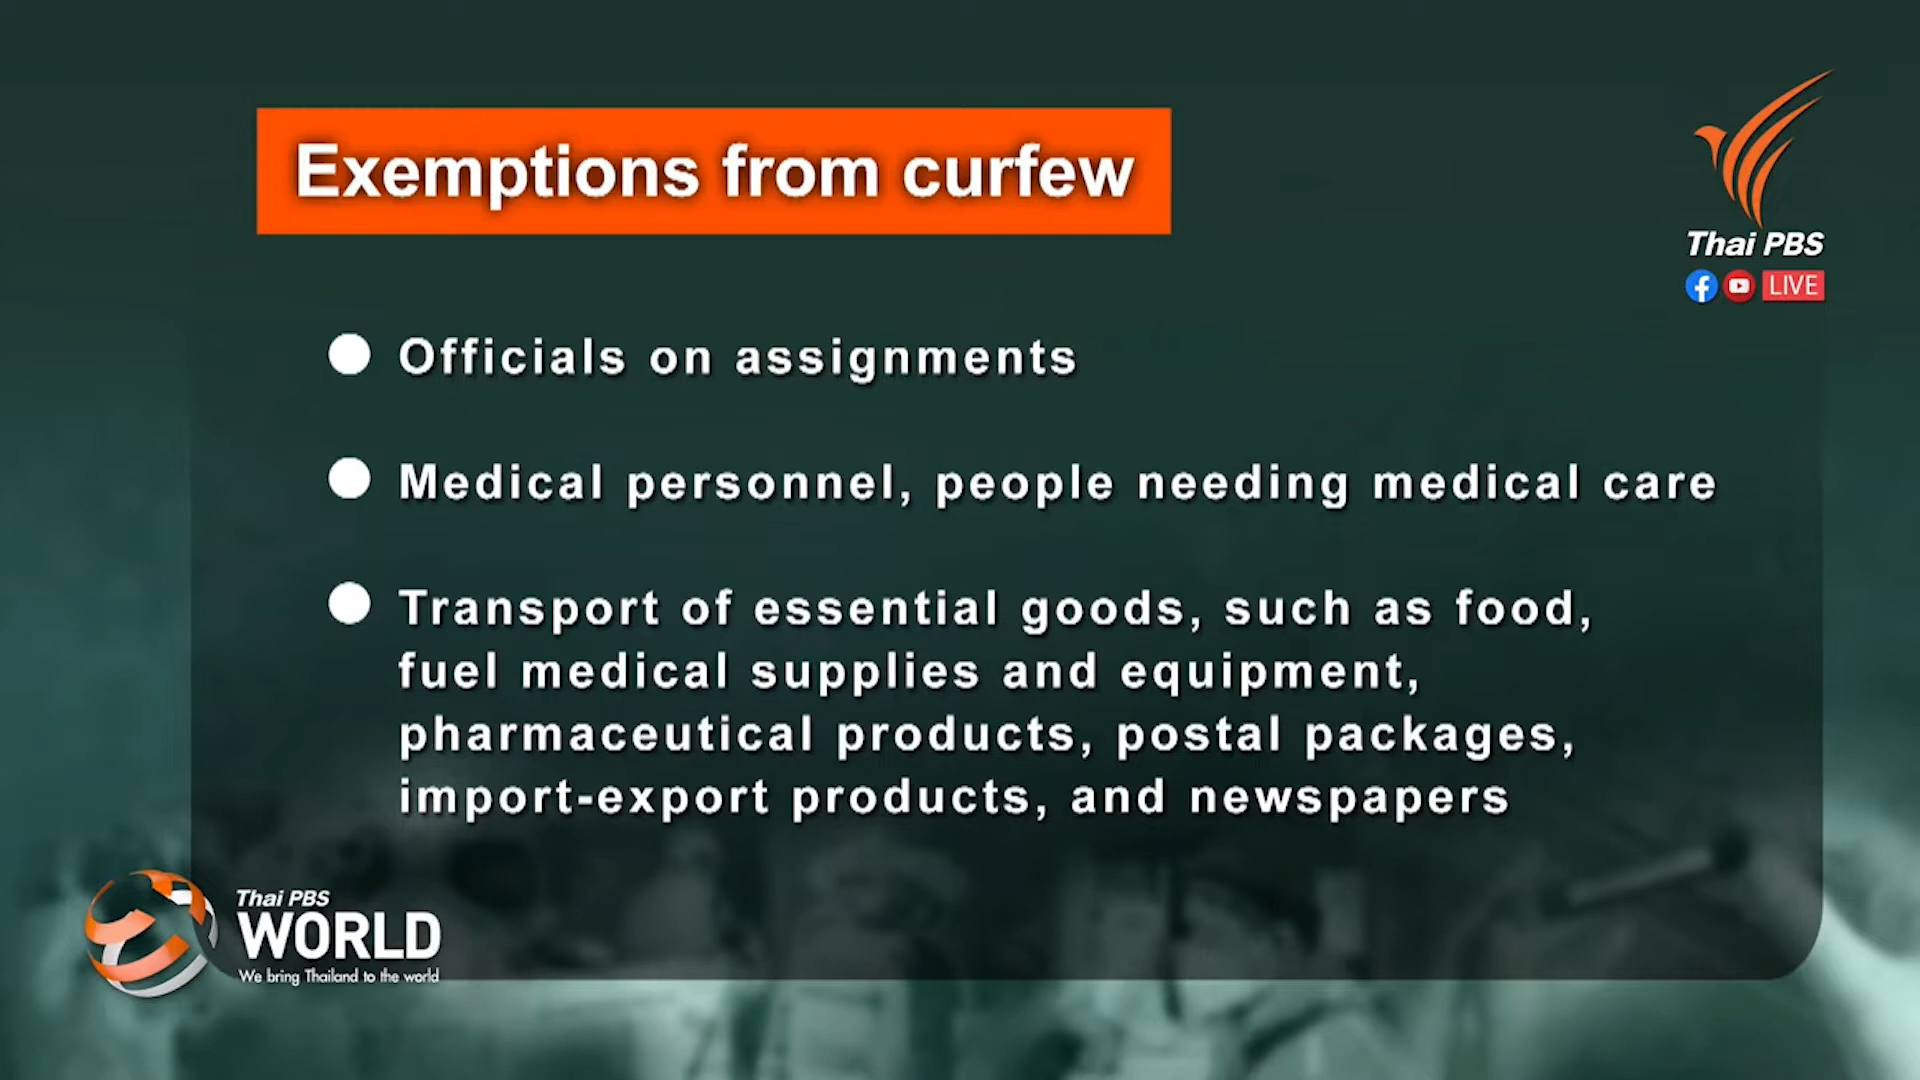 Exemptions from curfew
Thai PBS
LIVE
Officials on assignments
Medical personnel, people needing medical care
Transport of essential goods, such as food,
fuel medical supplies and equipment,
pharmaceutical products, postal packages,
import-export products, and newspapers
Thai PBS
WORLD
We bring Thailand to the world